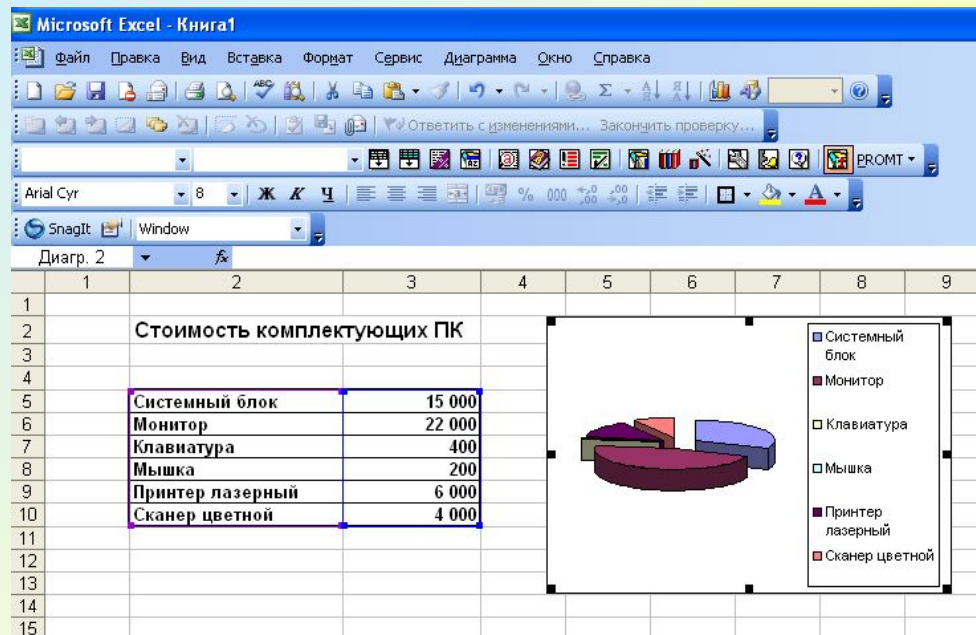 Microsoft Excel - Книга1
Файл Правка Вид Вставка Формат Сервис Диаграмма Окно Справка
Ответить с изменениями... Закончить проверку...
PROMT
Arial Cyr 8 Ж К Ч % 000
SnagIt Window
Диагр. 2 fx
1 2 3 4 5 6 7 8 9
1
2 Стоимость комплектующих ПК
3
4
5 Системный блок 15 000
6 Монитор 22 000
7 Клавиатура 400
8 Мышка 200
9 Принтер лазерный 6 000
10 Сканер цветной 4 000
11
12
13
14
15
Системный
блок
Монитор
Клавиатура
Мышка
Принтер
лазерный
Сканер цветной